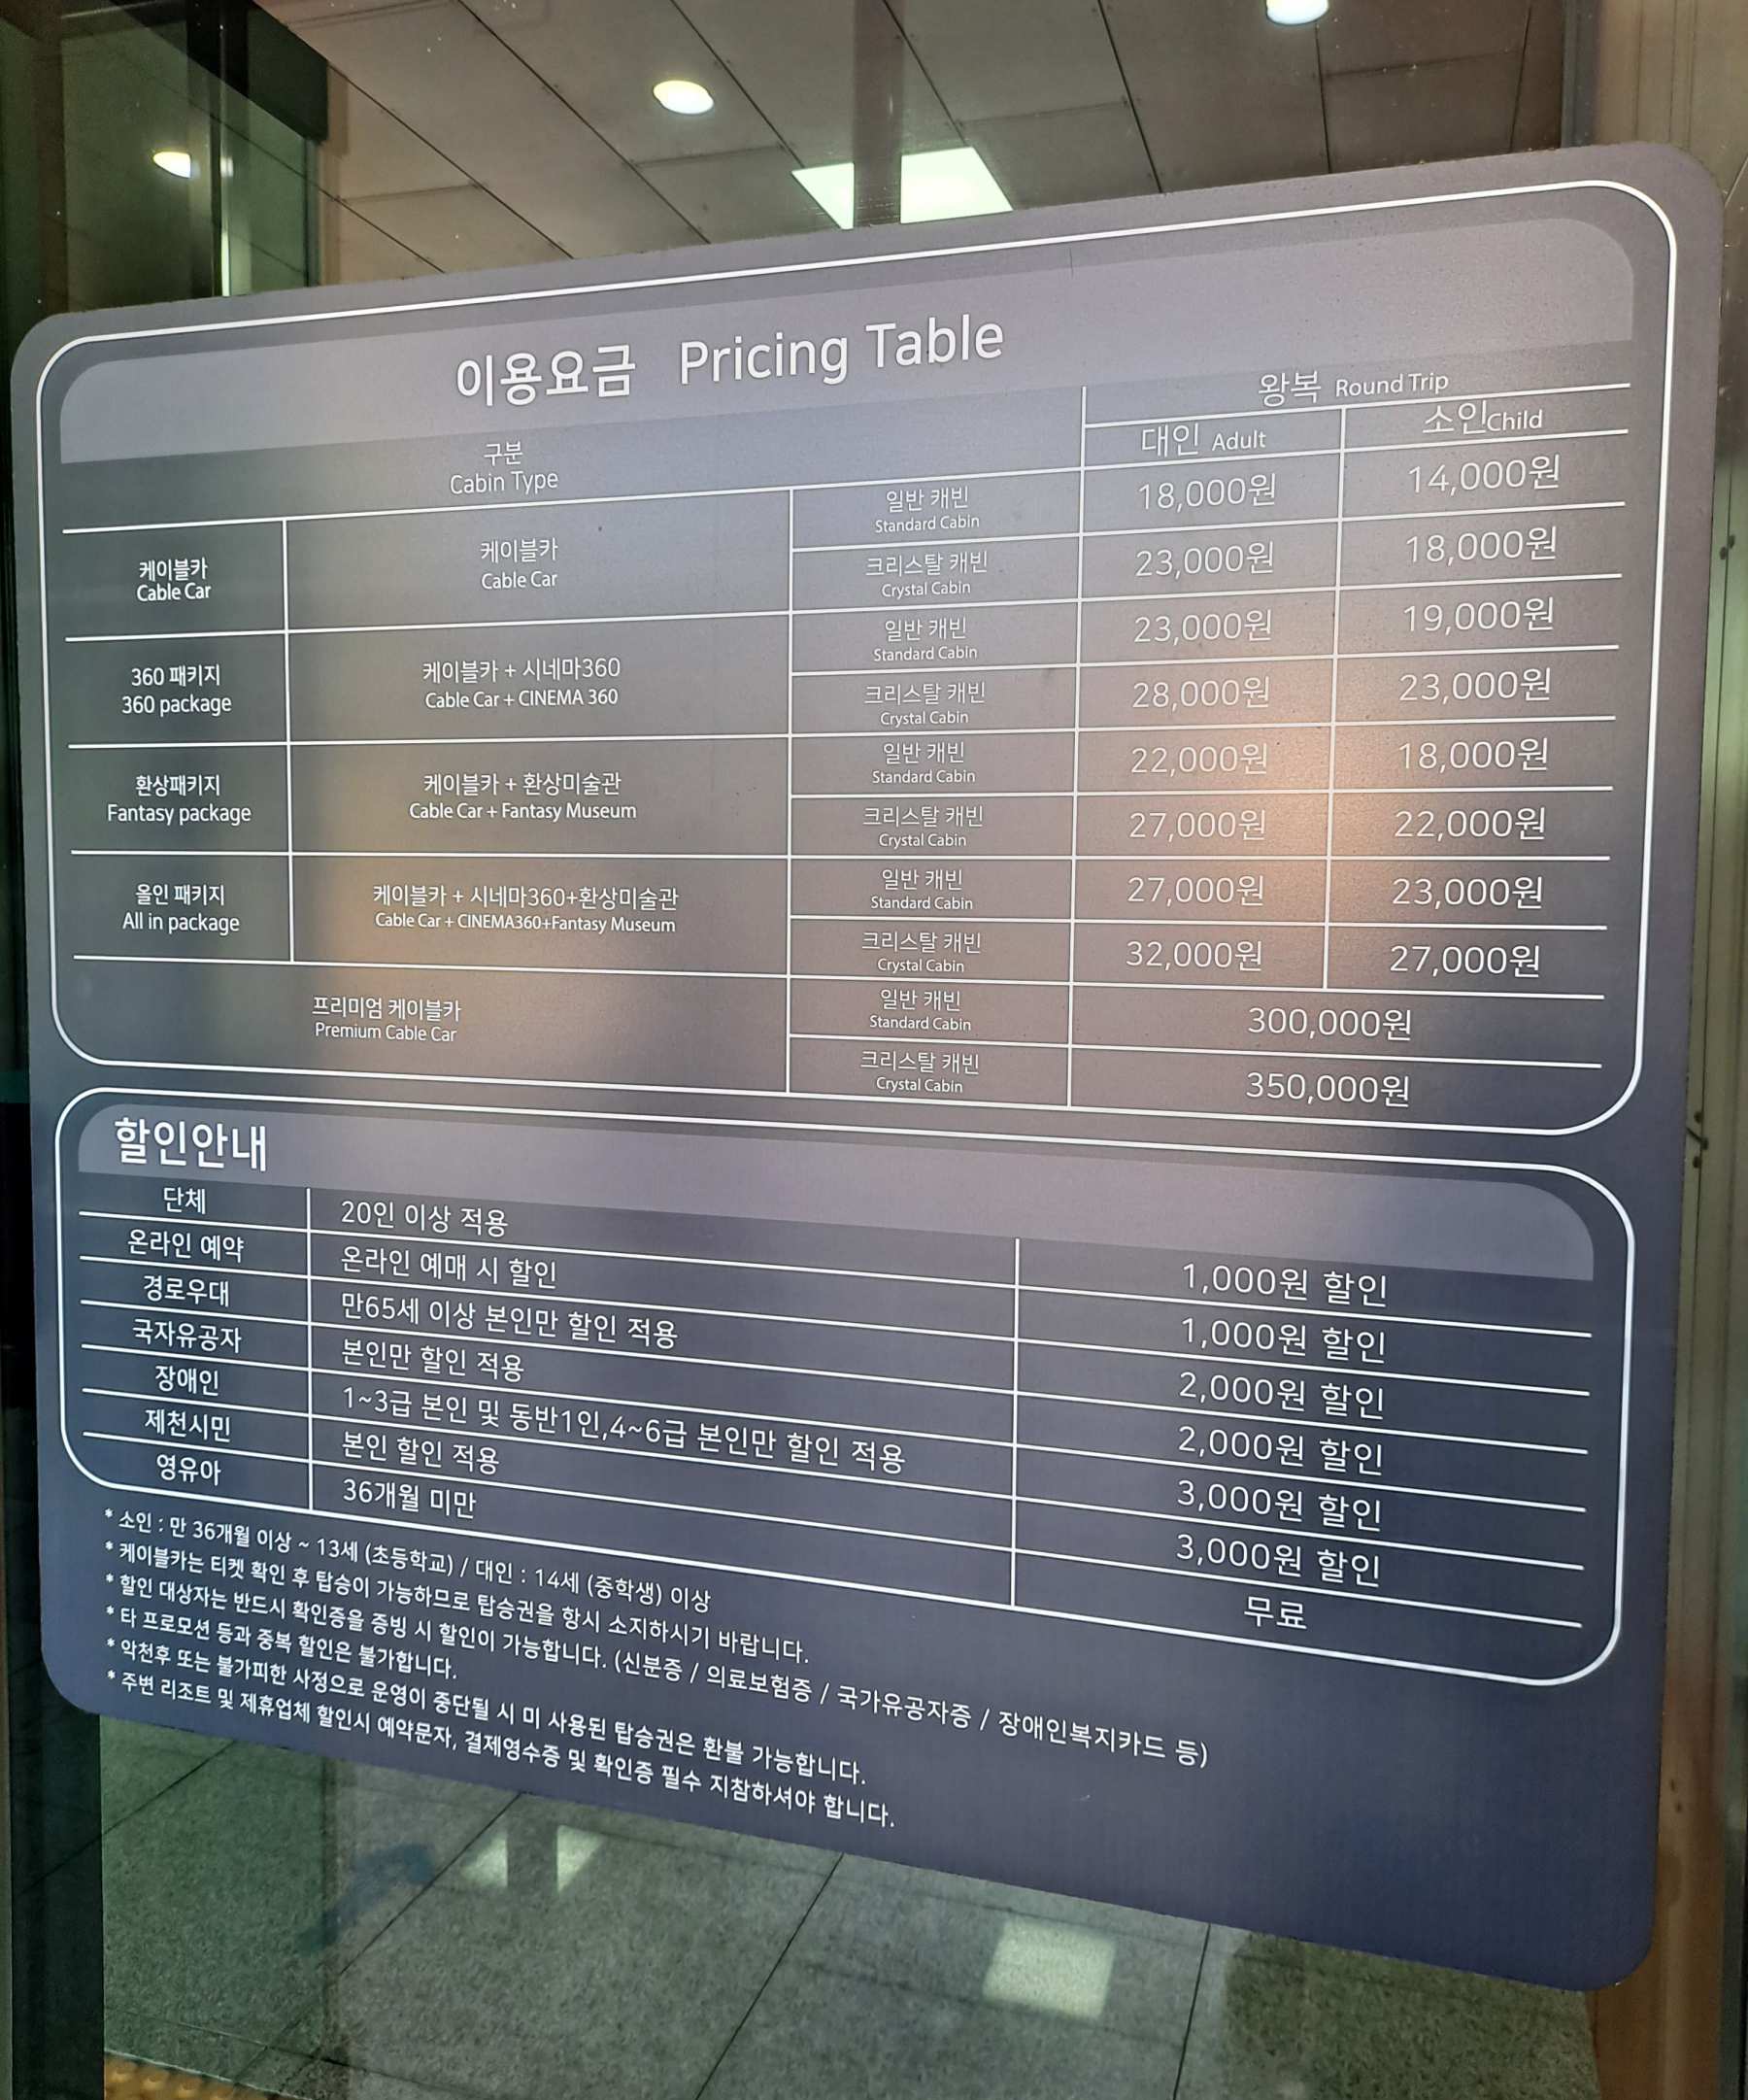 이용요금 Pricing Table
구분
Cabin Type
왕복 Round Trip
대인 Adult
소인Child
케이블카
Cable Car
케이블카
Cable Car
일반 캐빈
Standard Cabin
18,000원
14,000원
크리스탈 캐빈
Crystal Cabin
23,000원
18,000원
360 패키지
360 package
케이블카 + 시네마360
Cable Car + CINEMA 360
일반 캐빈
Standard Cabin
23,000원
19,000원
크리스탈 캐빈
Crystal Cabin
28,000원
23,000원
환상패키지
Fantasy package
케이블카 + 환상미술관
Cable Car + Fantasy Museum
일반 캐빈
Standard Cabin
22,000원
18,000원
크리스탈 캐빈
Crystal Cabin
27,000원
22,000원
올인 패키지
All in package
케이블카 + 시네마360+환상미술관
Cable Car + CINEMA360+Fantasy Museum
일반 캐빈
Standard Cabin
27,000원
23,000원
크리스탈 캐빈
Crystal Cabin
32,000원
27,000원
프리미엄 케이블카
Premium Cable Car
일반 캐빈
Standard Cabin
300,000원
크리스탈 캐빈
Crystal Cabin
350,000원
할인안내
단체
20인 이상 적용
1,000원 할인
온라인 예약
온라인 예매 시 할인
1,000원 할인
경로우대
만65세 이상 본인만 할인 적용
2,000원 할인
국자유공자
본인만 할인 적용
2,000원 할인
장애인
1~3급 본인 및 동반1인,4~6급 본인만 할인 적용
3,000원 할인
제천시민
본인 할인 적용
3,000원 할인
영유아
36개월 미만
무료
* 소인 : 만 36개월 이상 ~ 13세 (초등학교) / 대인 : 14세 (중학생) 이상
* 케이블카는 티켓 확인 후 탑승이 가능하므로 탑승권을 항시 소지하시기 바랍니다.
* 할인 대상자는 반드시 확인증을 증빙 시 할인이 가능합니다. (신분증 / 의료보험증 / 국가유공자증 / 장애인복지카드 등)
* 타 프로모션 등과 중복 할인은 불가합니다.
* 악천후 또는 불가피한 사정으로 운영이 중단될 시 미 사용된 탑승권은 환불 가능합니다.
* 주변 리조트 및 제휴업체 할인시 예약문자, 결제영수증 및 확인증 필수 지참하셔야 합니다.